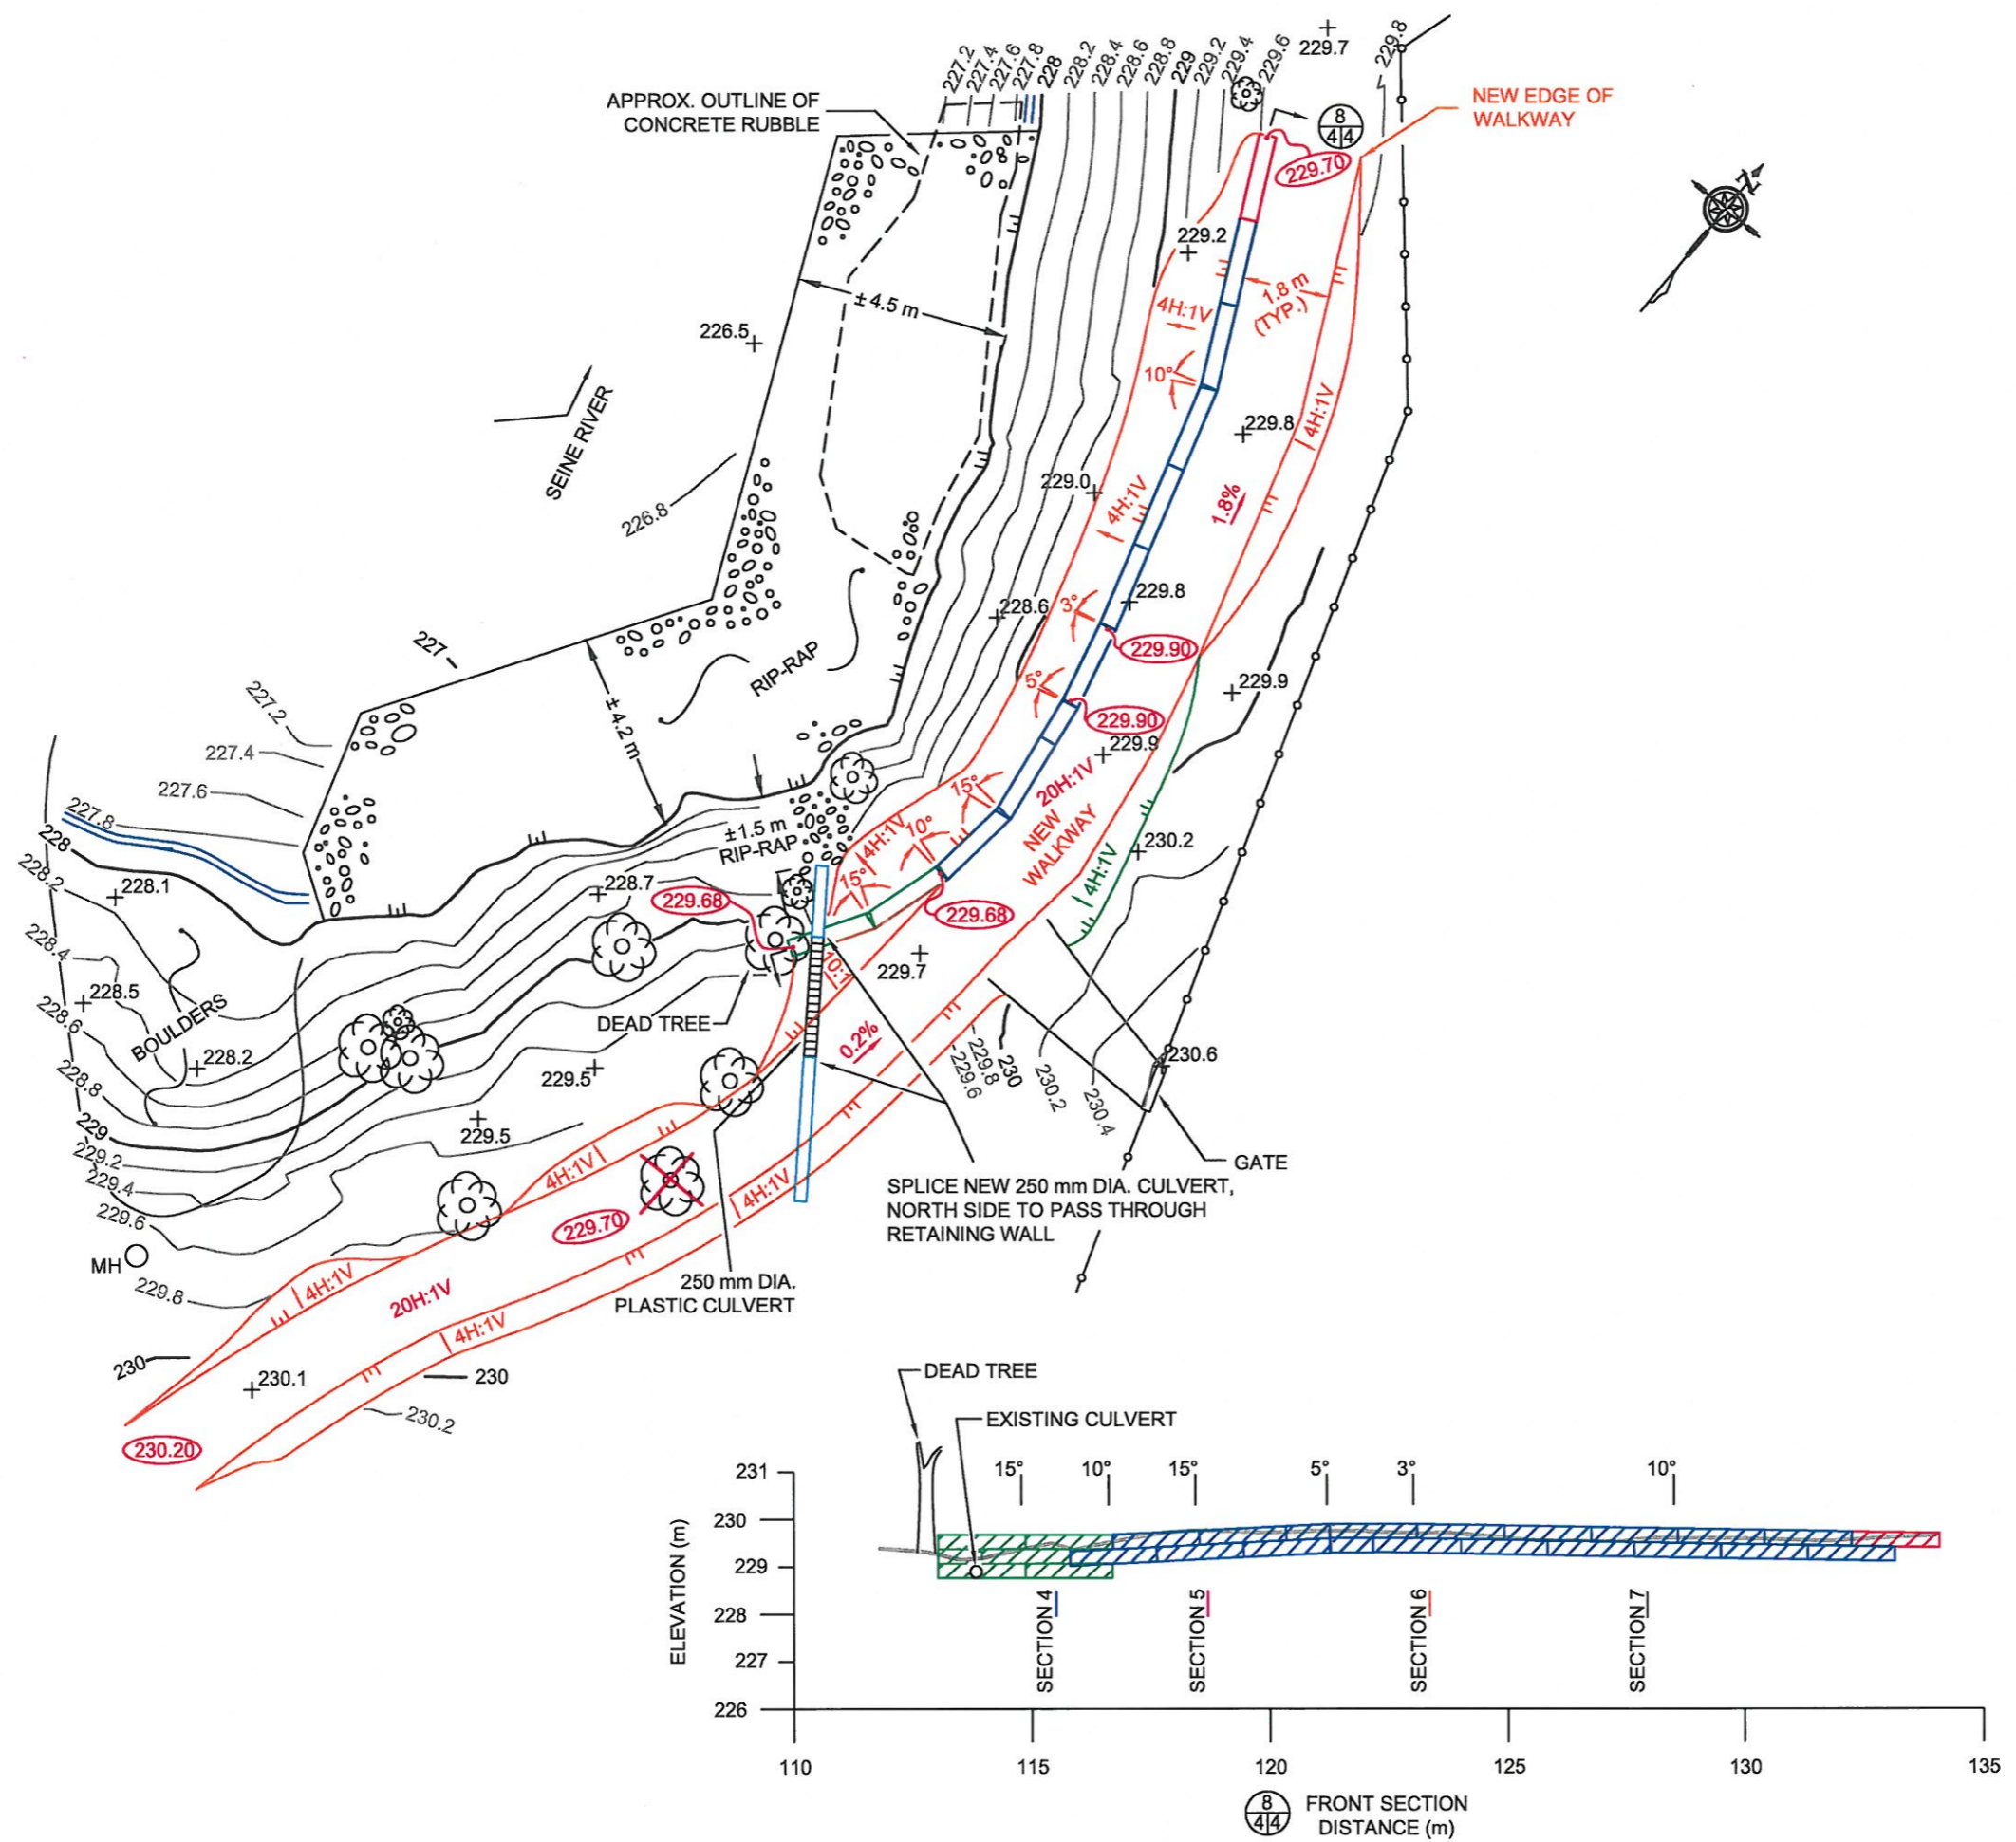 227.2
227.4
227.6
227.8
228
228.2
228.4
228.6
228.8
229
229.2
229.4
229.6
229.7
229.8
APPROX. OUTLINE OF
CONCRETE RUBBLE
NEW EDGE OF
WALKWAY
8
4 4
229.70
N
229.2
1.8 m
(TYP.)
4H:1V
±4.5 m
226.5
10°
4H:1V
229.8
SEINE RIVER
229.0
4H:1V
1.8%
226.8
3°
229.8
228.6
229.90
227
RIP-RAP
5°
229.9
229.90
227.2
±4.2 m
229.9
227.4
20H:1V
15°
227.6
NEW
WALKWAY
227.8
±1.5 m
RIP-RAP
4H:1V
10°
230.2
228
4H:1V
15°
228.2
228.1
228.7
229.68
229.68
228.4
10:1
229.7
228.5
BOULDERS
228.6
DEAD TREE
0.2%
228.2
230.6
228.8
229.5
229.6
229.8
230
230.2
230.4
229
229.5
229.2
GATE
229.4
4H:1V
4H:1V
SPLICE NEW 250 mm DIA. CULVERT,
NORTH SIDE TO PASS THROUGH
RETAINING WALL
229.6
229.70
MH
229.8
4H:1V
20H:1V
250 mm DIA.
PLASTIC CULVERT
4H:1V
230
230.1
230
230.2
230.20
DEAD TREE
EXISTING CULVERT
15°
10°
15°
5°
3°
10°
231
230
229
228
227
226
ELEVATION (m)
SECTION 4
SECTION 5
SECTION 6
SECTION 7
110
115
120
125
130
135
8
4 4
FRONT SECTION
DISTANCE (m)